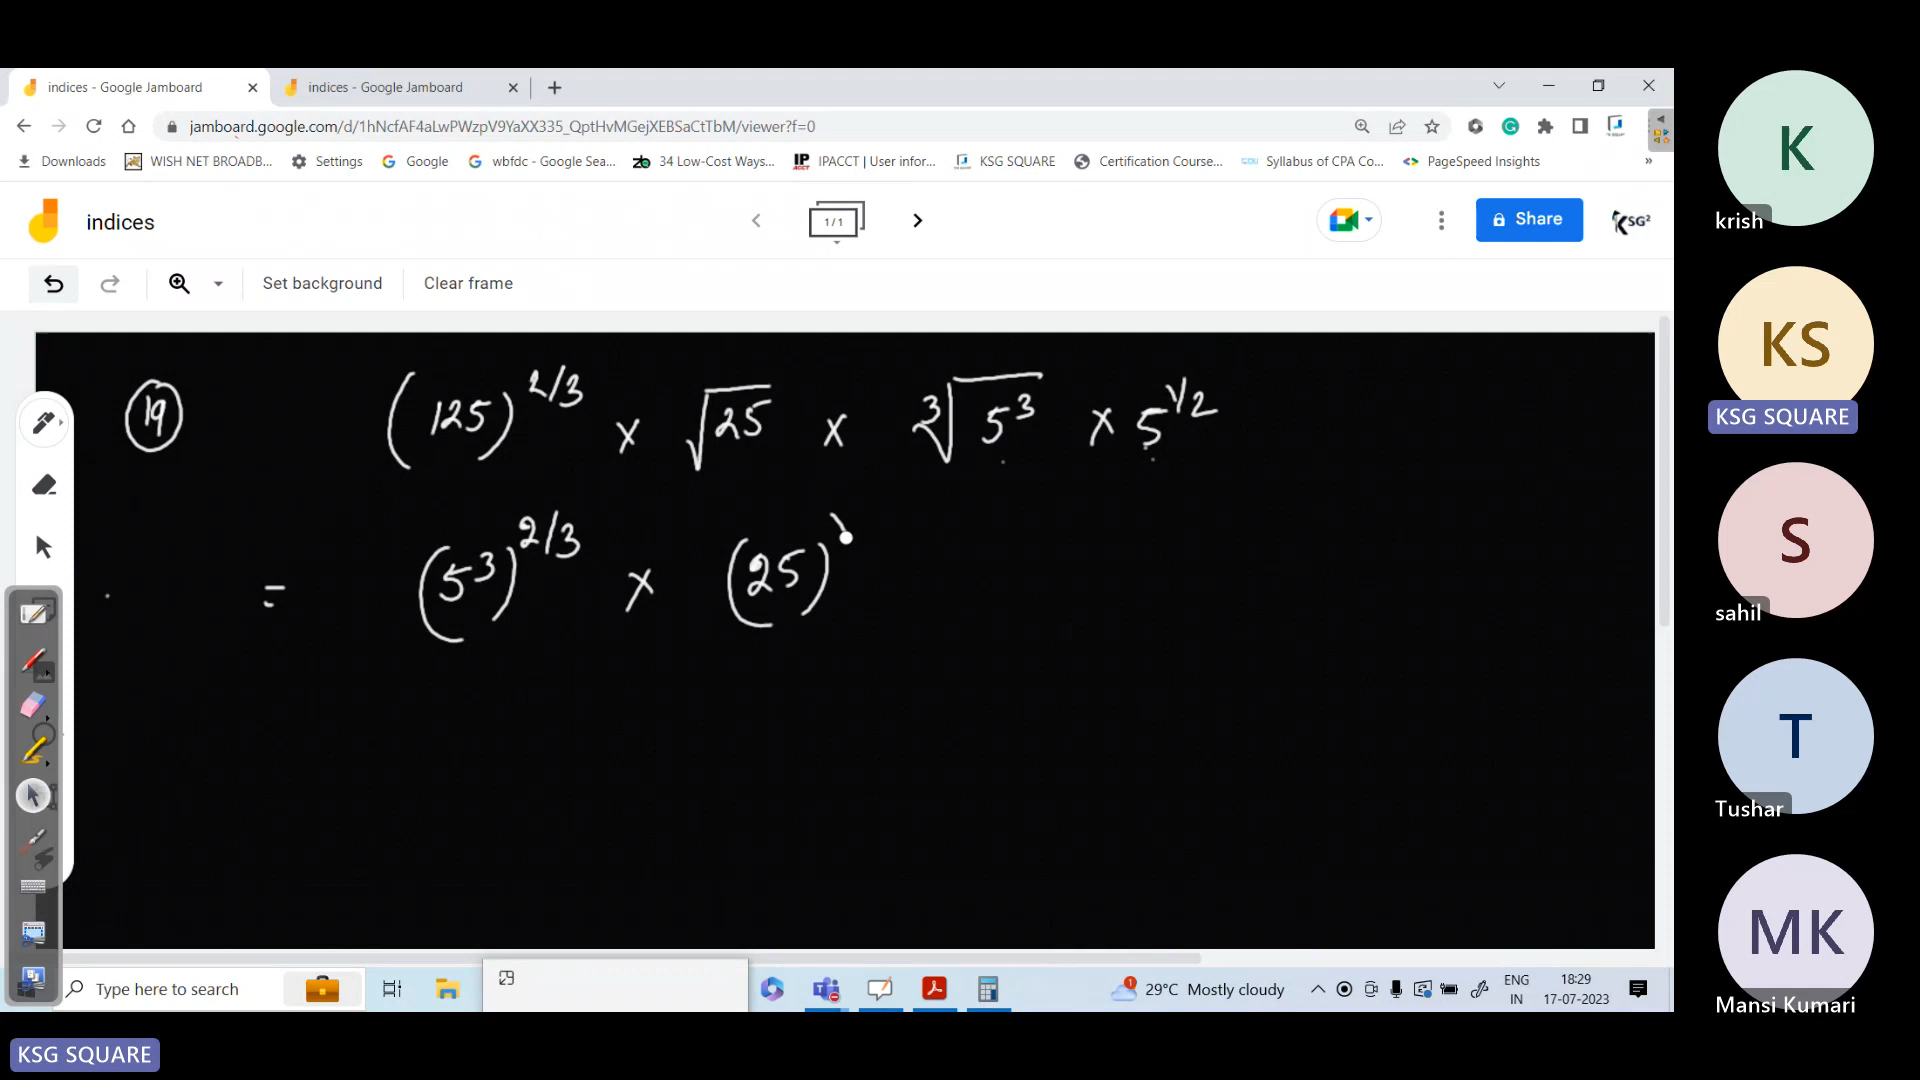 indices - Google Jamboard
indices - Google Jamboard
jamboard.google.com/d/1hNcfAF4aLwPWzpV9YaXX335_QptHvMGejXEBSaCtTbM/viewer?f=0
Downloads WISH NET BROADB... Settings Google wbfdc - Google Sea... 34 Low-Cost Ways... IPACCT | User infor... KSG SQUARE Certification Course... Syllabus of CPA Co... PageSpeed Insights »
indices
1/1
Share
KSG²
Set background Clear frame
19 (125)^2/3 × √25 × ³√5³ × 5^1/2
= (5³)^2/3 × (25)
Type here to search
1
29°C Mostly cloudy
ENG
IN
18:29
17-07-2023
KSG SQUARE
K
krish
KS
KSG SQUARE
S
sahil
T
Tushar
MK
Mansi Kumari